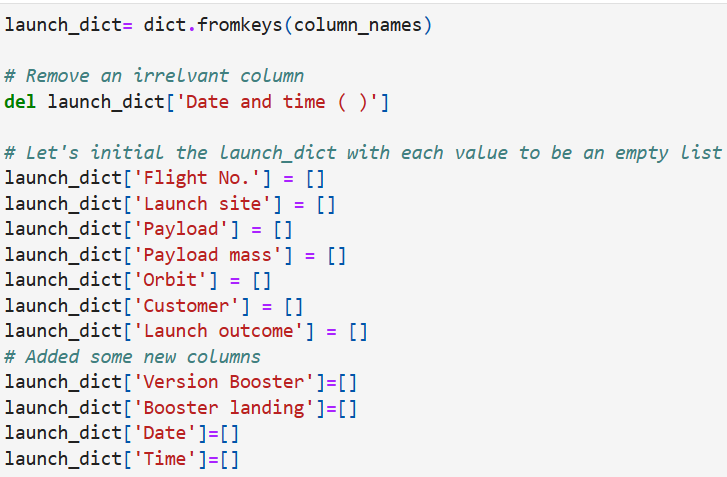 launch_dict= dict.fromkeys(column_names)
# Remove an irrelvant column
del launch_dict['Date and time ( )']
# Let's initial the launch_dict with each value to be an empty list
launch_dict['Flight No.'] = []
launch_dict['Launch site'] = []
launch_dict['Payload'] = []
launch_dict['Payload mass'] = []
launch_dict['Orbit'] = []
launch_dict['Customer'] = []
launch_dict['Launch outcome'] = []
# Added some new columns
launch_dict['Version Booster']=[]
launch_dict['Booster landing']=[]
launch_dict['Date']=[]
launch_dict['Time']=[]